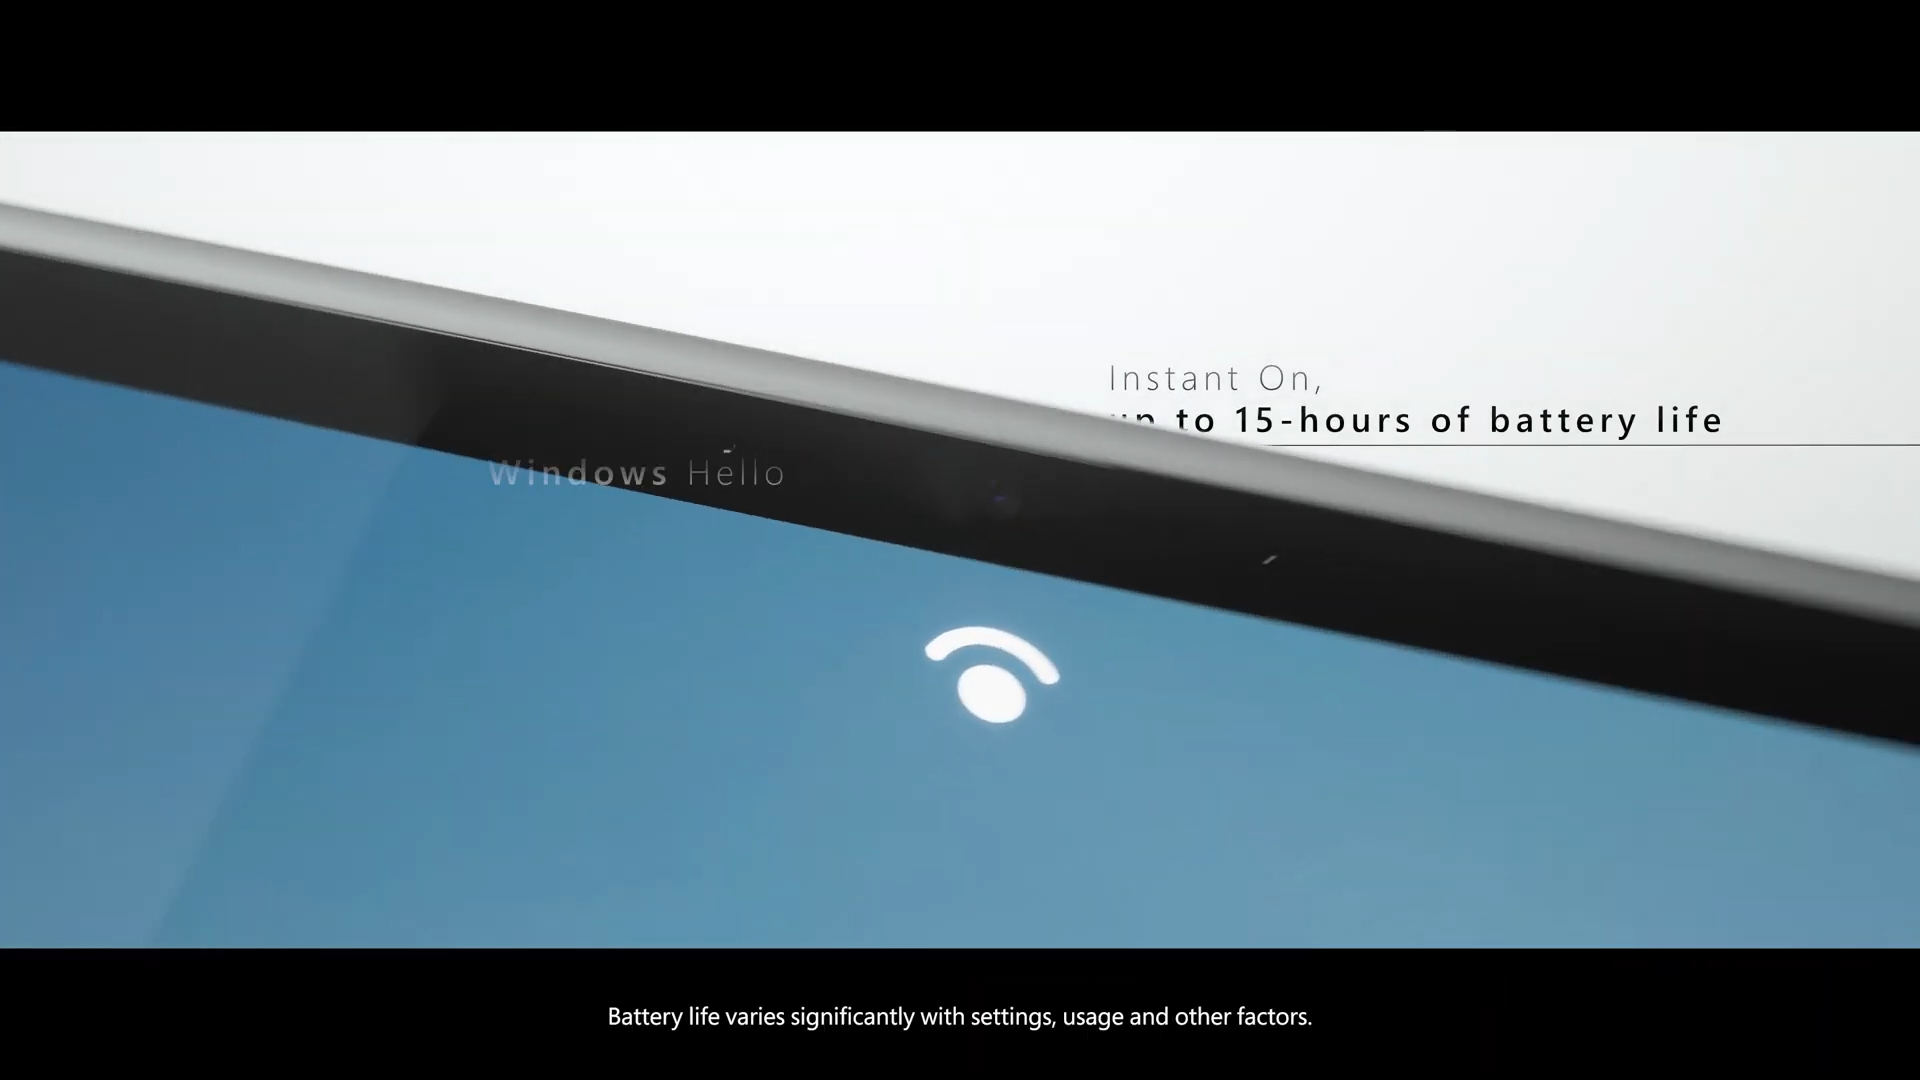 Instant On,
up to 15-hours of battery life
Windows Hello
Battery life varies significantly with settings, usage and other factors.